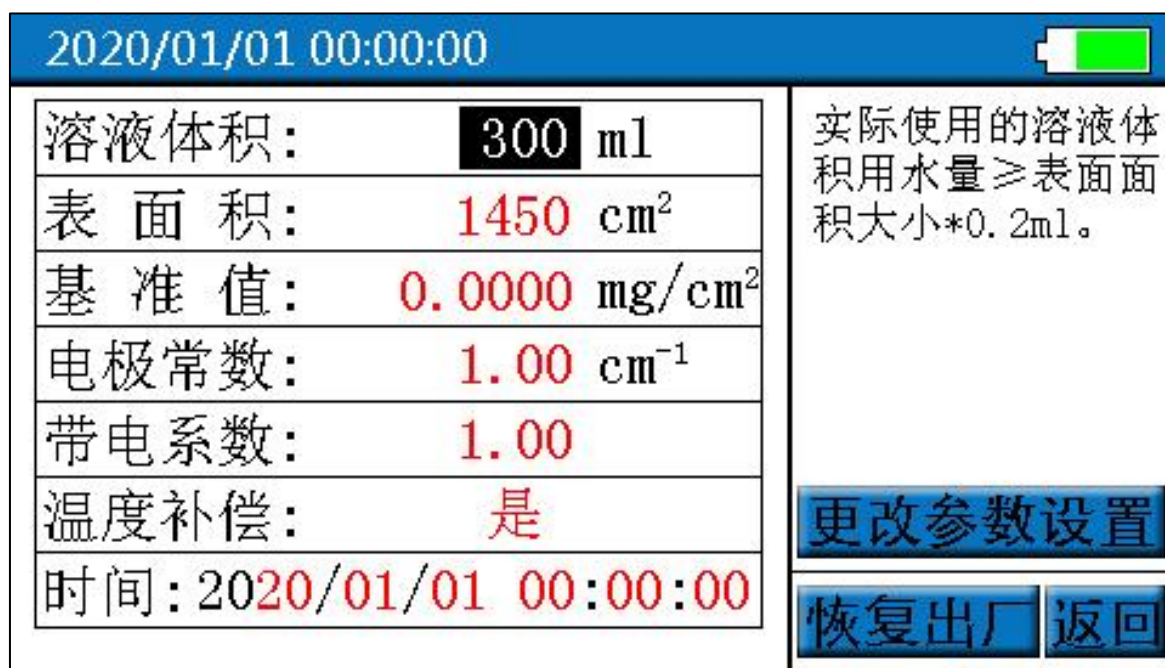 2020/01/01 00:00:00
溶液体积: 300 ml
表面积: 1450 cm²
基准值: 0.0000 mg/cm²
电极常数: 1.00 cm⁻¹
带电系数: 1.00
温度补偿: 是
时间:2020/01/01 00:00:00
实际使用的溶液体
积用水量≥表面面
积大小*0.2ml。
更改参数设置
恢复出厂 返回